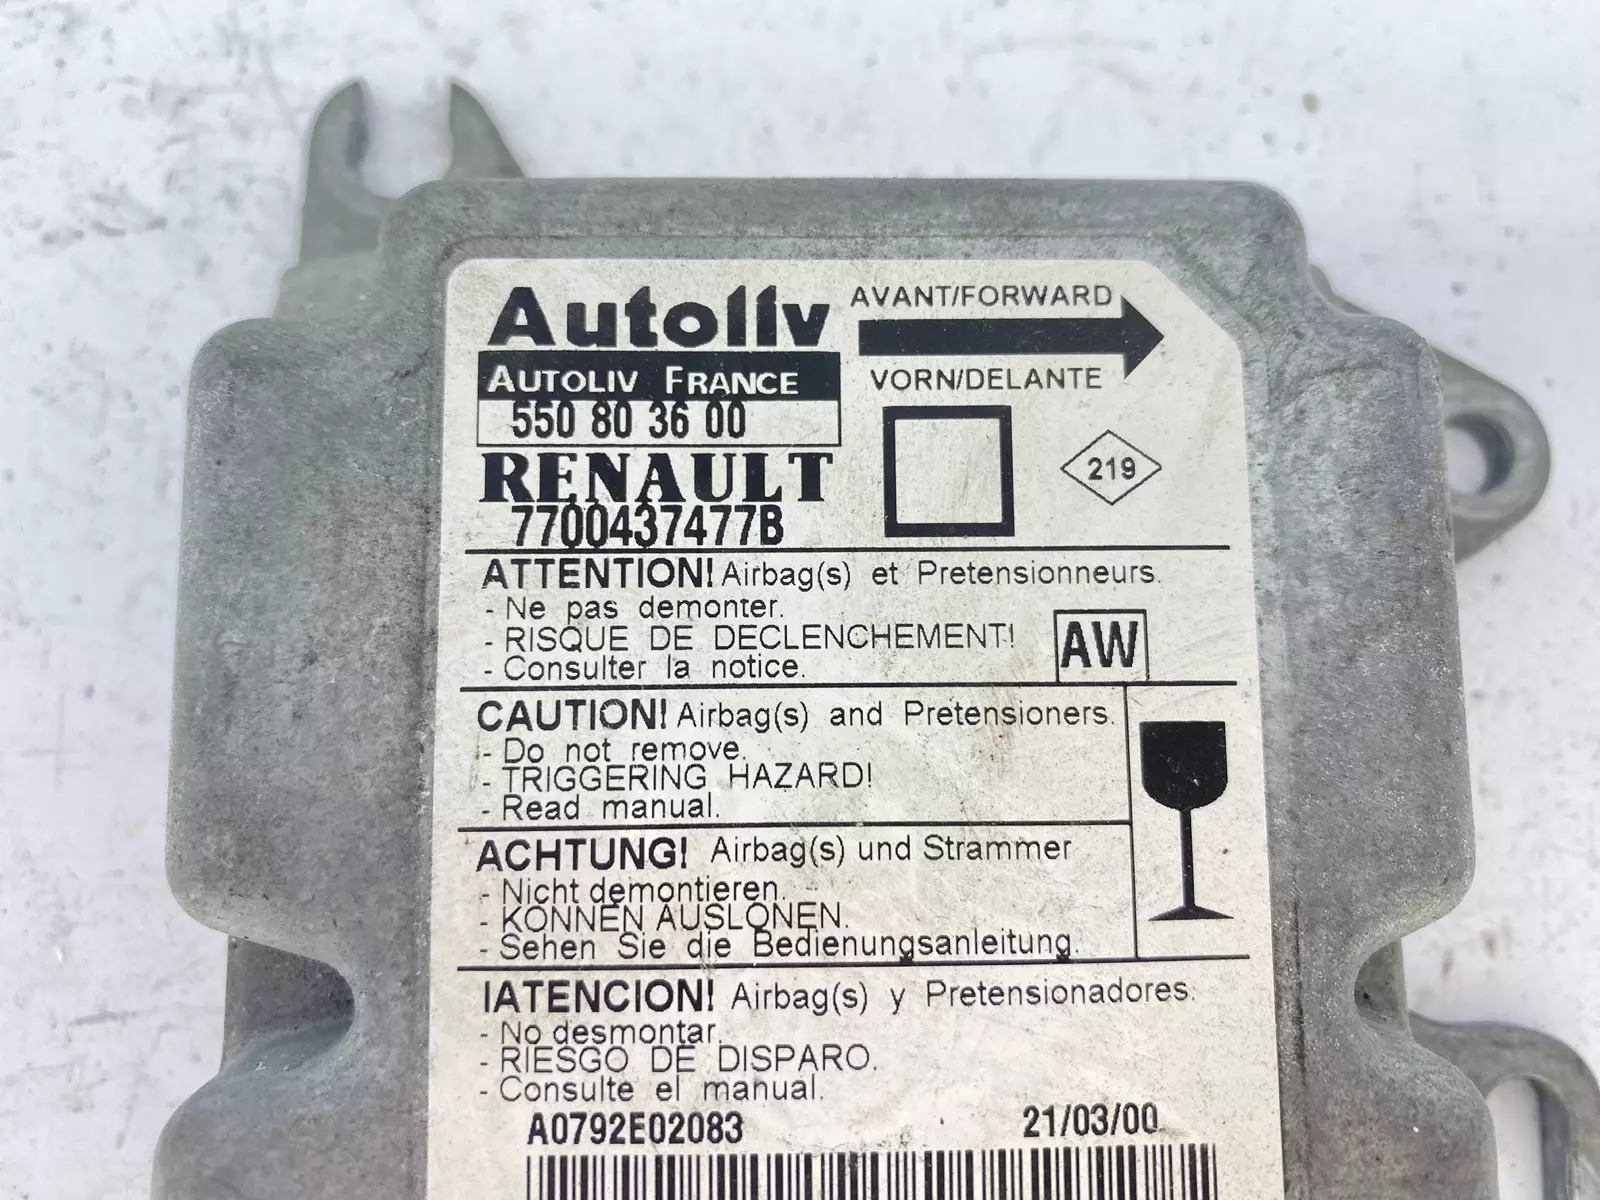 Autoliv
AVANT/FORWARD
AUTOLIV FRANCE
VORN/DELANTE
550 80 36 00
RENAULT
219
7700437477B
ATTENTION! Airbag(s) et Pretensionneurs.
- Ne pas demonter.
- RISQUE DE DECLENCHEMENT!
- Consulter la notice.
AW
CAUTION! Airbag(s) and Pretensioners.
- Do not remove.
- TRIGGERING HAZARD!
- Read manual.
ACHTUNG! Airbag(s) und Strammer
- Nicht demontieren.
- KONNEN AUSLONEN.
- Sehen Sie die Bedienungsanleitung.
IATENCION! Airbag(s) y Pretensionadores.
- No desmontar.
- RIESGO DE DISPARO.
- Consulte el manual.
A0792E02083
21/03/00